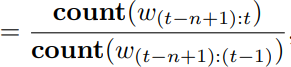 = count(w_{(t−n+1):t})
count(w_{(t−n+1):(t−1)}) ,